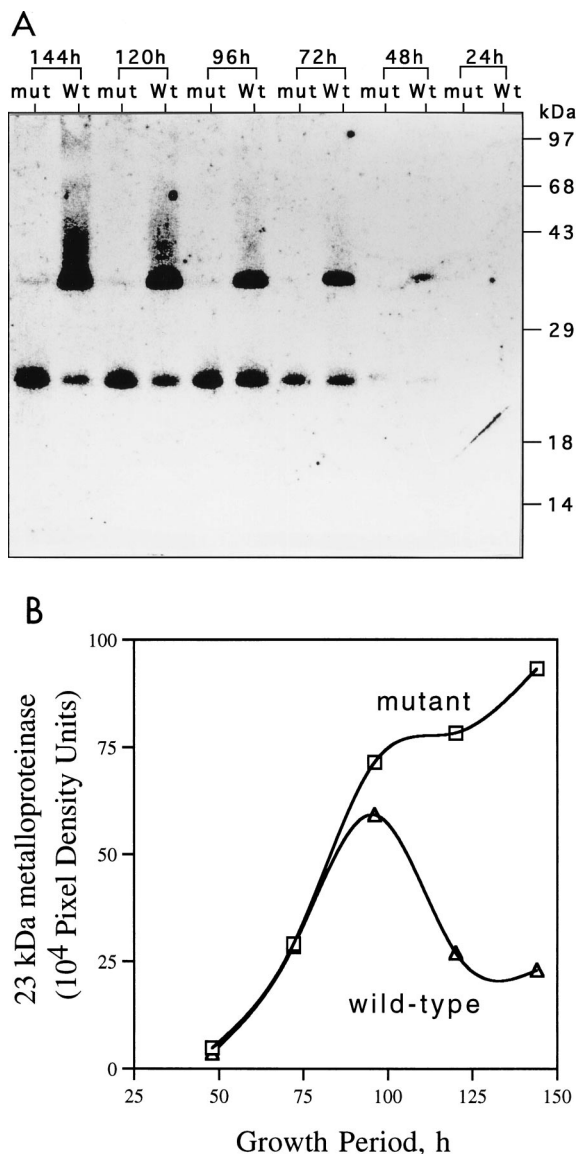 A
144h 120h 96h 72h 48h 24h
mut Wt mut Wt mut Wt mut Wt mut Wt mut Wt
kDa
97
68
43
29
18
14
B
100
75
50
25
0
23 kDa metalloproteinase
(10⁴ Pixel Density Units)
mutant
wild-type
25 50 75 100 125 150
Growth Period, h